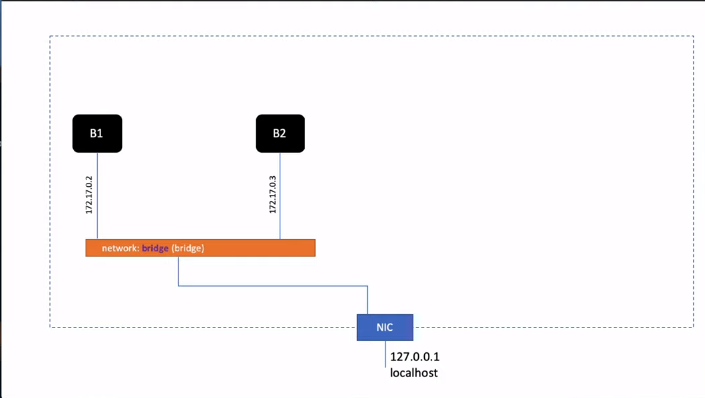 B1
B2
172.17.0.2
172.17.0.3
network: bridge (bridge)
NIC
127.0.0.1
localhost